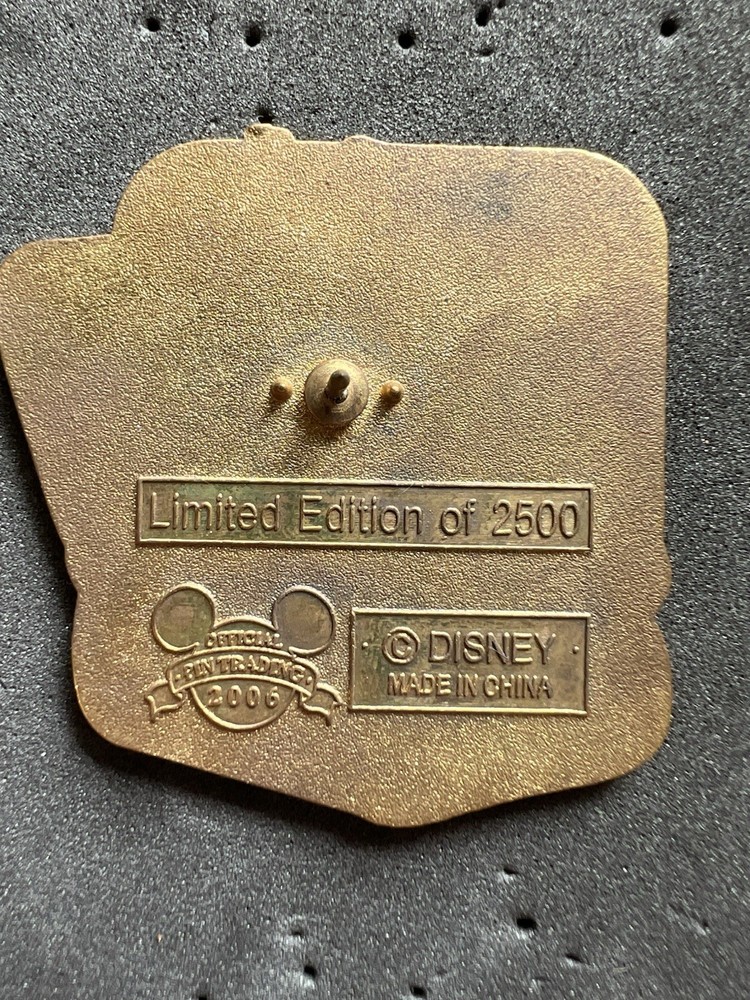 Limited Edition of 2500
OFFICIAL
PIN TRADING
2006
© DISNEY
MADE IN CHINA